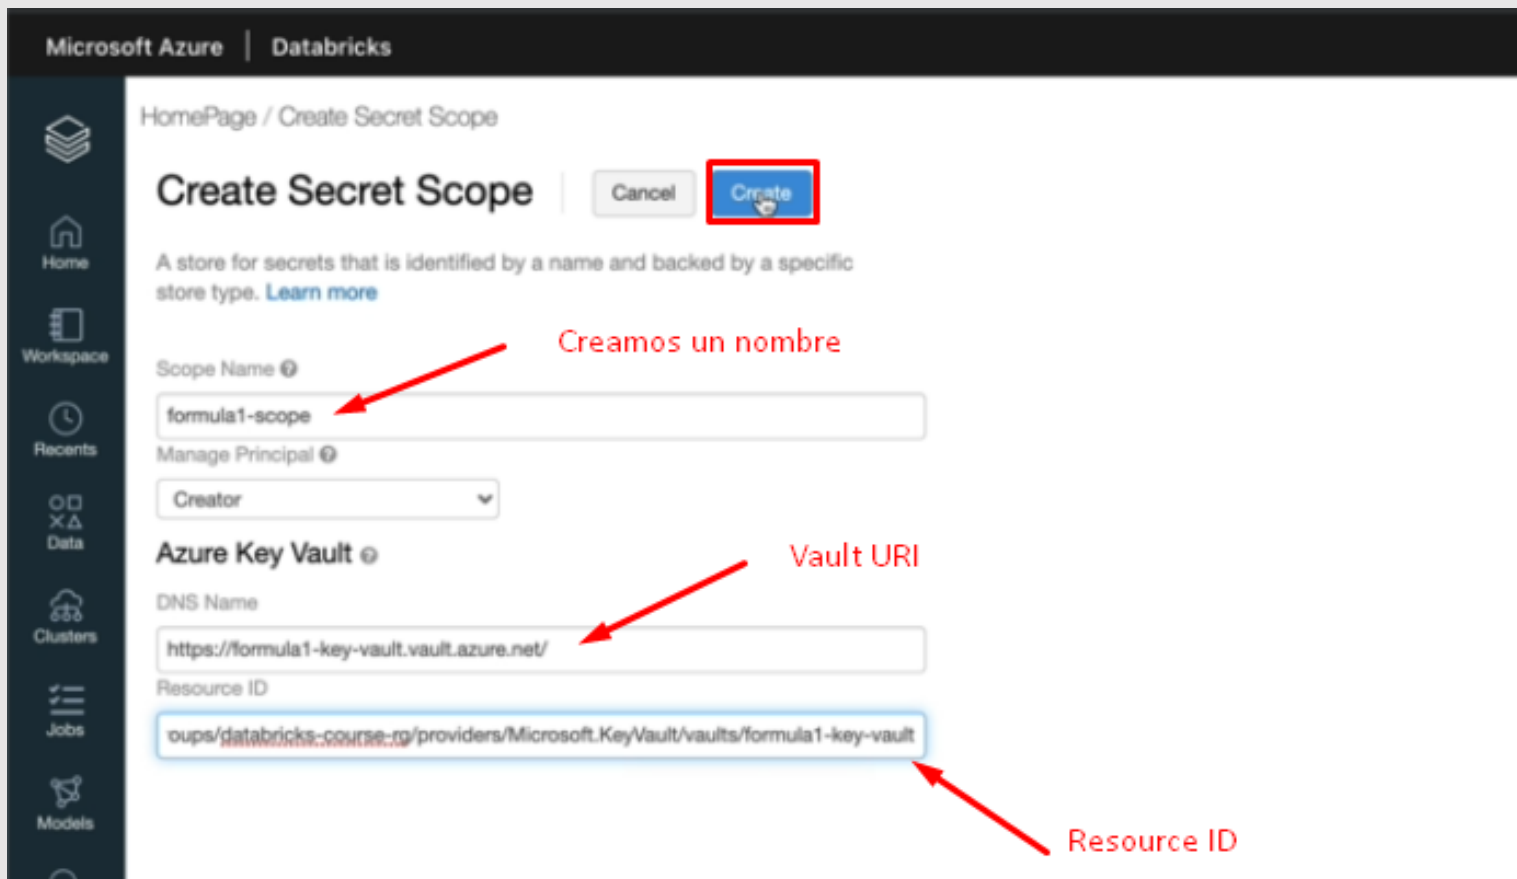 Microsoft Azure | Databricks
HomePage / Create Secret Scope
Create Secret Scope
Cancel
Create
A store for secrets that is identified by a name and backed by a specific
store type. Learn more
Creamos un nombre
Scope Name
formula1-scope
Manage Principal
Creator
Azure Key Vault
Vault URI
DNS Name
https://formula1-key-vault.vault.azure.net/
Resource ID
oups/databricks-course-rg/providers/Microsoft.KeyVault/vaults/formula1-key-vault
Resource ID
Home
Workspace
Recents
Data
Clusters
Jobs
Models